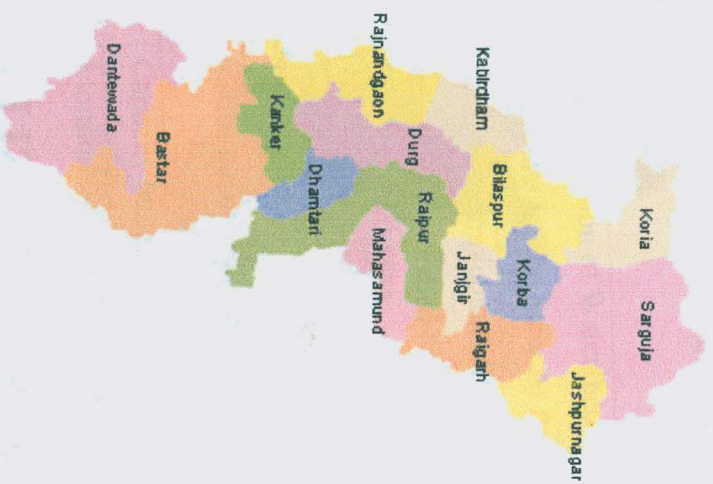 Koria
Sarguja
Jashpurnagar
Korba
Bilaspur
Kabirdham
Raigarh
Janjgir
Raipur
Durg
Rajnandgaon
Mahasamund
Dhamtari
Kanker
Bastar
Dantewada